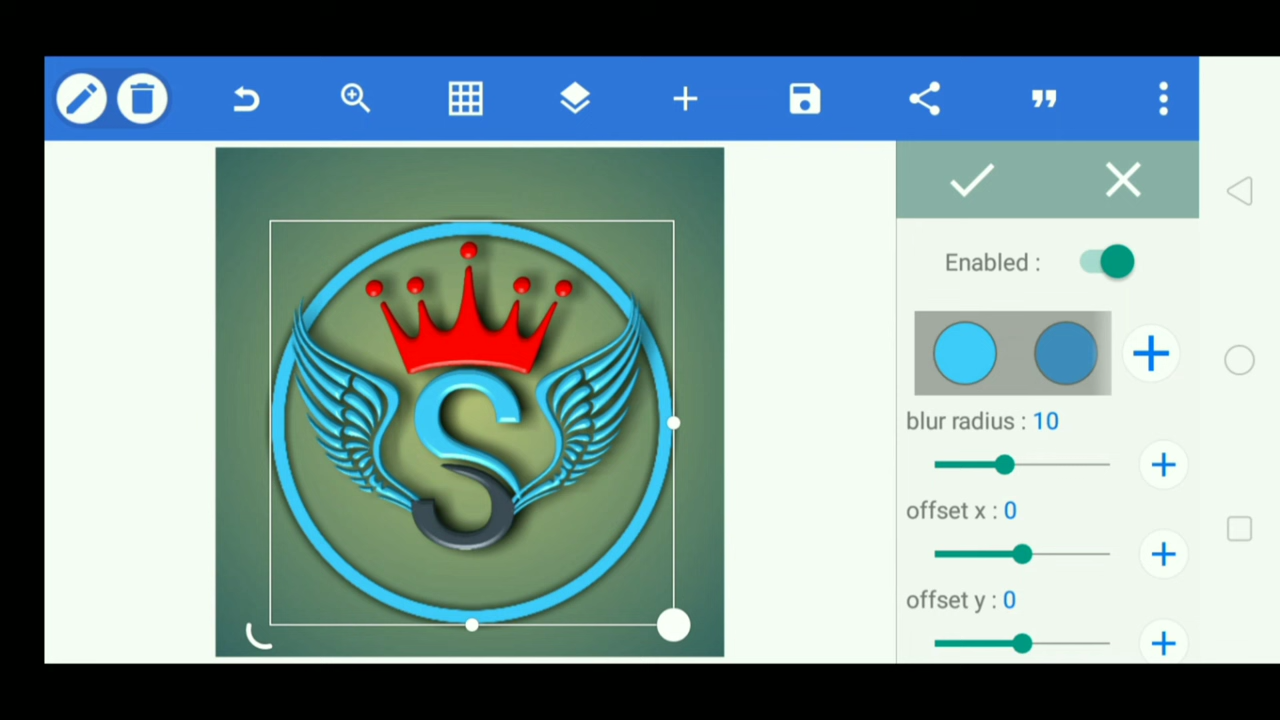 S
Enabled :
blur radius : 10
offset x : 0
offset y : 0